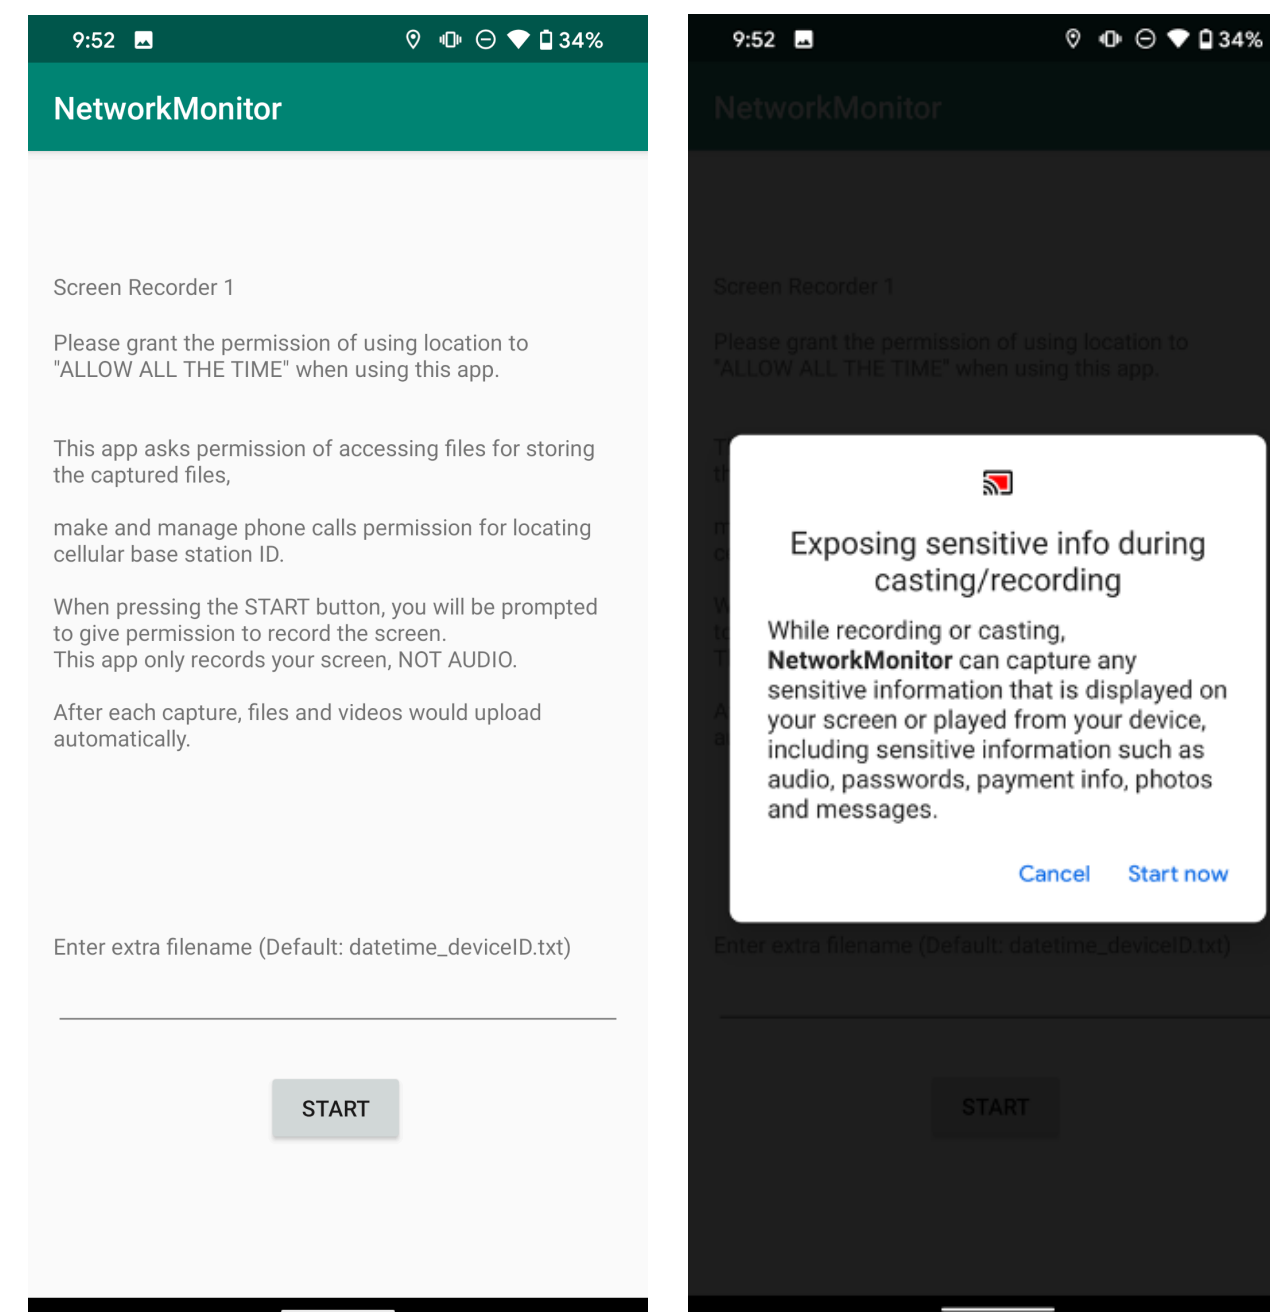 9:52
34%
NetworkMonitor
Screen Recorder 1
Please grant the permission of using location to
"ALLOW ALL THE TIME" when using this app.
This app asks permission of accessing files for storing
the captured files,
make and manage phone calls permission for locating
cellular base station ID.
When pressing the START button, you will be prompted
to give permission to record the screen.
This app only records your screen, NOT AUDIO.
After each capture, files and videos would upload
automatically.
Enter extra filename (Default: datetime_deviceID.txt)
START
9:52
34%
NetworkMonitor
Screen Recorder 1
Please grant the permission of using location to
"ALLOW ALL THE TIME" when using this app.
Exposing sensitive info during
casting/recording
While recording or casting,
NetworkMonitor can capture any
sensitive information that is displayed on
your screen or played from your device,
including sensitive information such as
audio, passwords, payment info, photos
and messages.
Cancel Start now
Enter extra filename (Default: datetime_deviceID.txt)
START